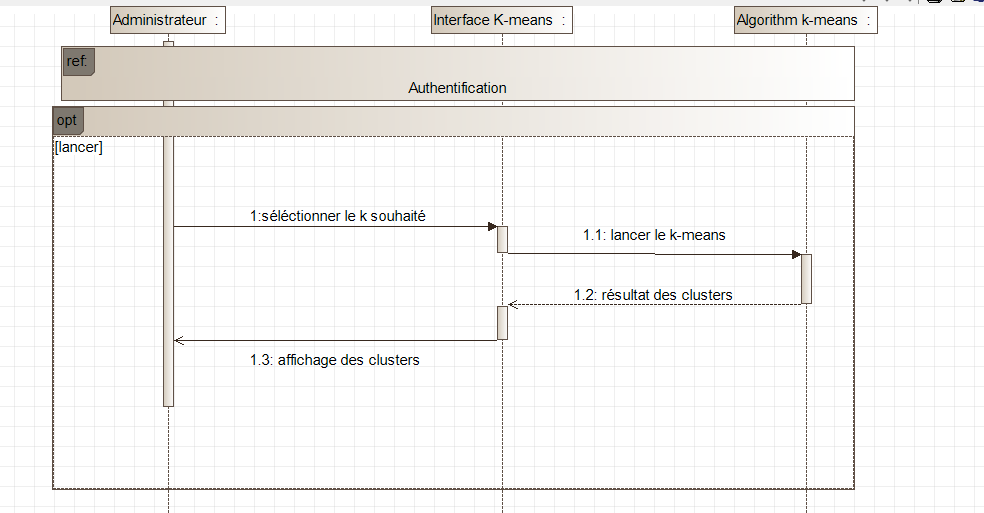 Administrateur :
Interface K-means :
Algorithm k-means :
ref:
Authentification
opt
[lancer]
1:séléctionner le k souhaité
1.1: lancer le k-means
1.2: résultat des clusters
1.3: affichage des clusters